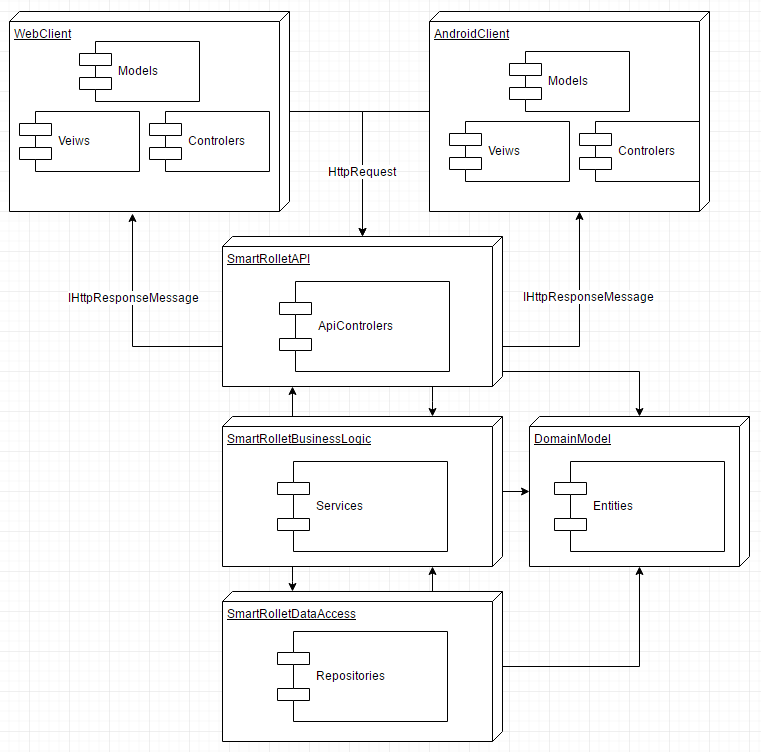 WebClient
Models
Veiws
Controlers
AndroidClient
Models
Veiws
Controlers
HttpRequest
SmartRolletAPI
ApiControlers
IHttpResponseMessage
IHttpResponseMessage
SmartRolletBusinessLogic
Services
DomainModel
Entities
SmartRolletDataAccess
Repositories